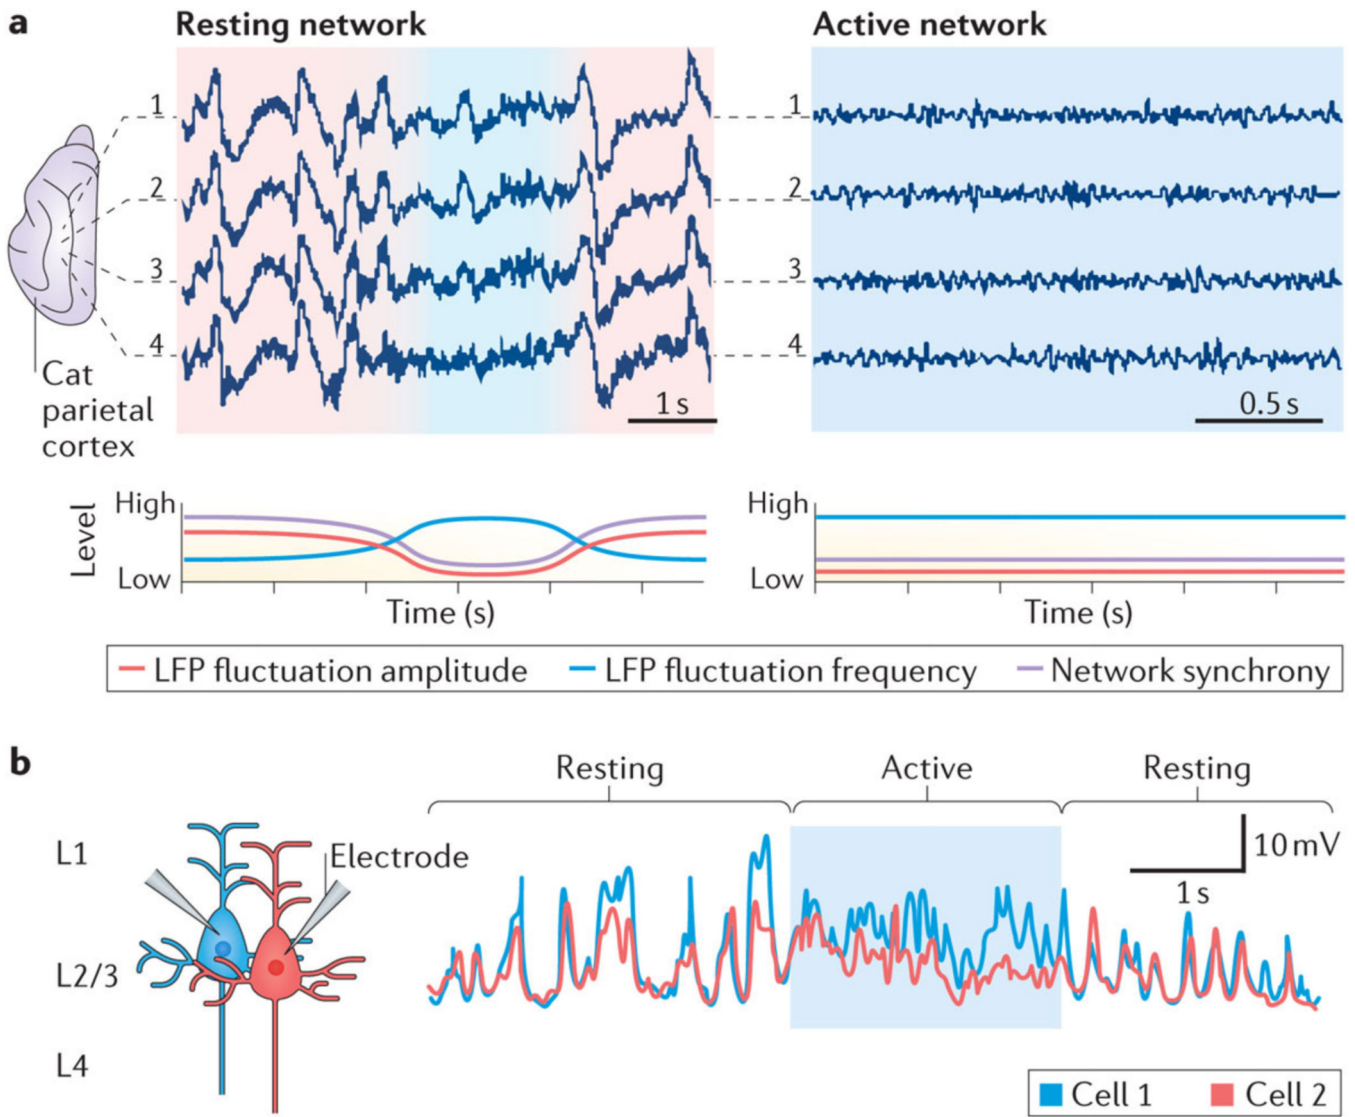 a
Resting network
Active network
1
2
3
4
1
2
3
4
Cat
parietal
cortex
1 s
0.5 s
Level
High
Low
Time (s)
High
Low
Time (s)
LFP fluctuation amplitude
LFP fluctuation frequency
Network synchrony
b
L1
L2/3
L4
Electrode
Resting
Active
Resting
10 mV
1 s
Cell 1
Cell 2